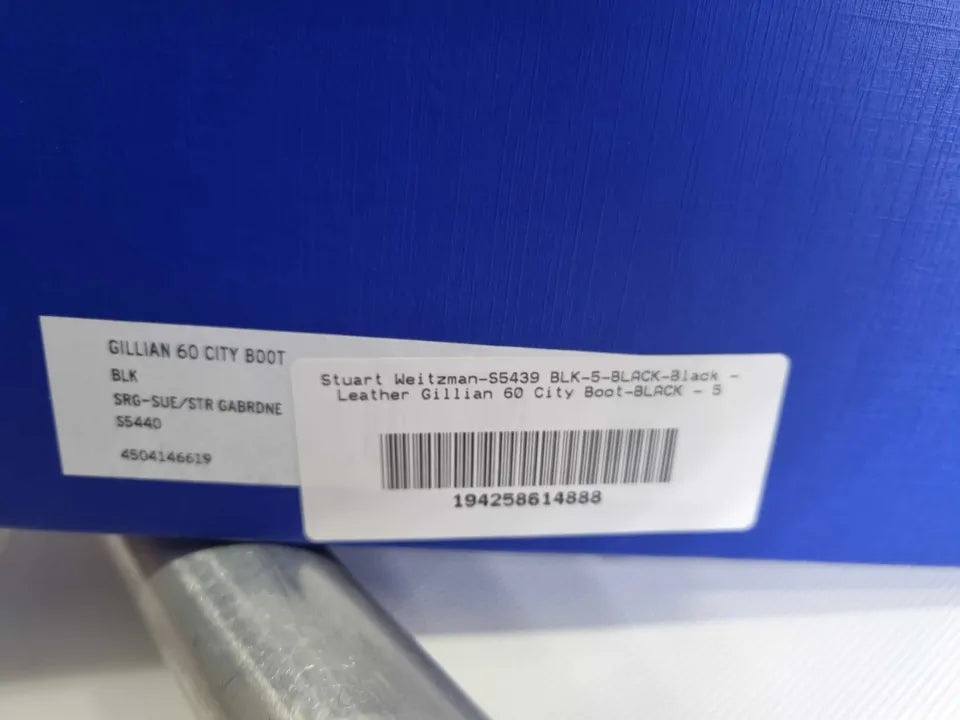 GILLIAN 60 CITY BOOT
BLK
SRG-SUE/STR GABRDNE
S5440
4504146619
Stuart Weitzman-S5439 BLK-5-BLACK-Black -
Leather Gillian 60 City Boot-BLACK - 5
194258614888